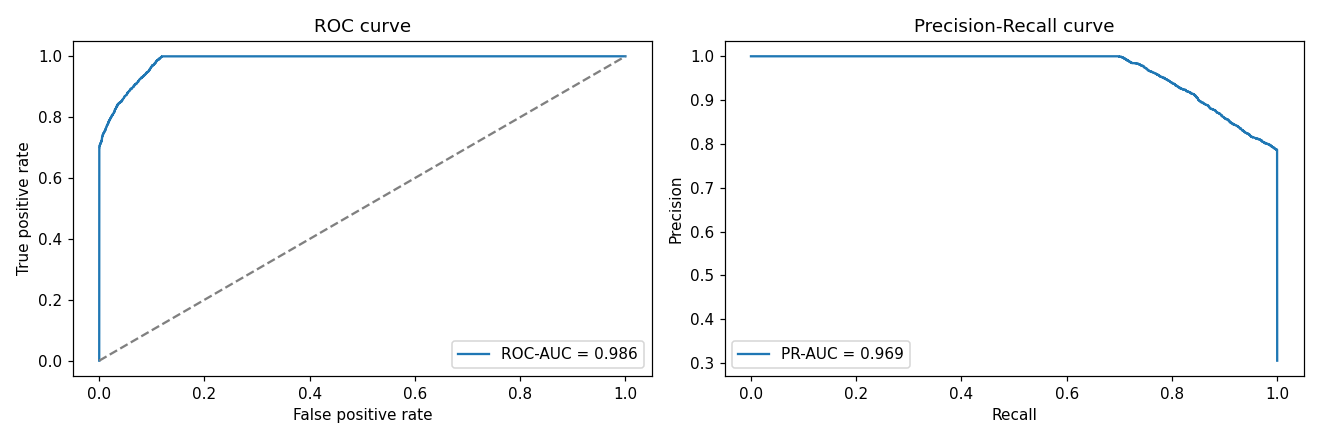 ROC curve
True positive rate
1.0
0.8
0.6
0.4
0.2
0.0
ROC-AUC = 0.986
0.0 0.2 0.4 0.6 0.8 1.0
False positive rate
Precision-Recall curve
Precision
1.0
0.9
0.8
0.7
0.6
0.5
0.4
0.3
PR-AUC = 0.969
0.0 0.2 0.4 0.6 0.8 1.0
Recall